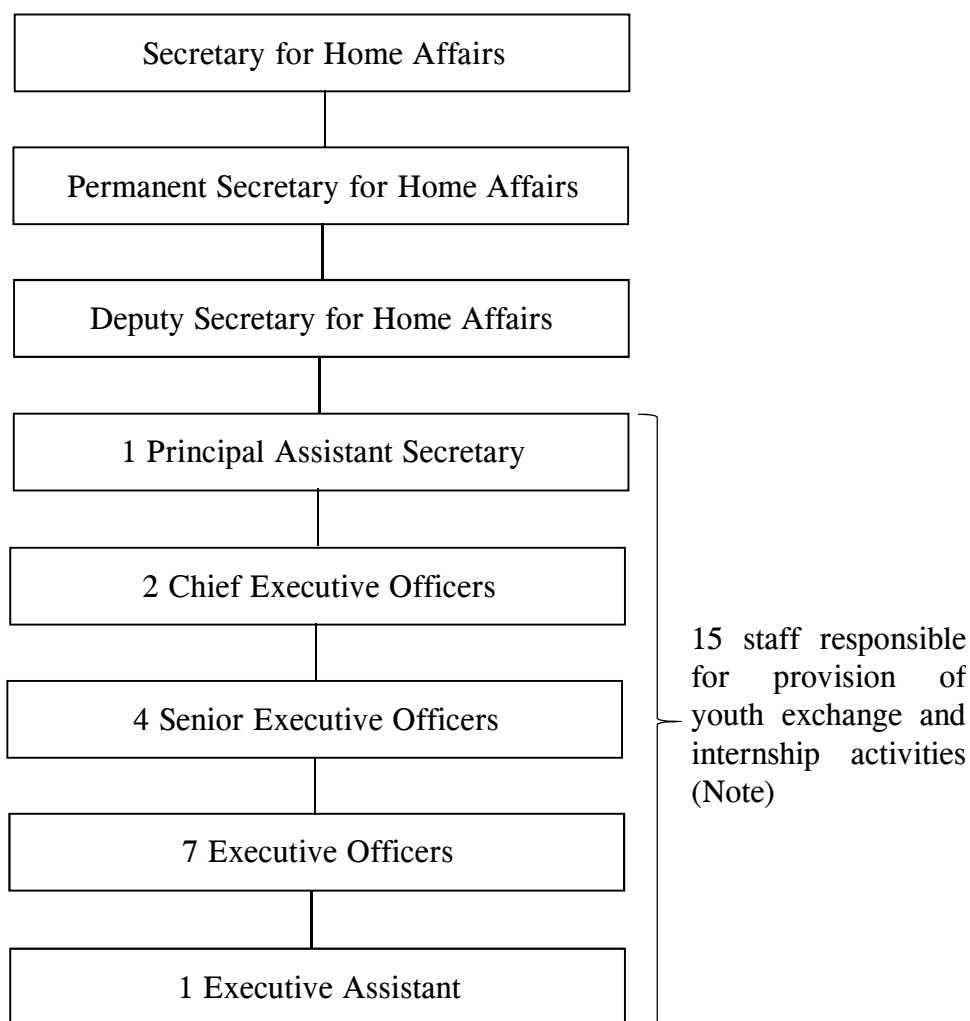 Secretary for Home Affairs
Permanent Secretary for Home Affairs
Deputy Secretary for Home Affairs
1 Principal Assistant Secretary
2 Chief Executive Officers
4 Senior Executive Officers
7 Executive Officers
1 Executive Assistant
15 staff responsible
for provision of
youth exchange and
internship activities
(Note)